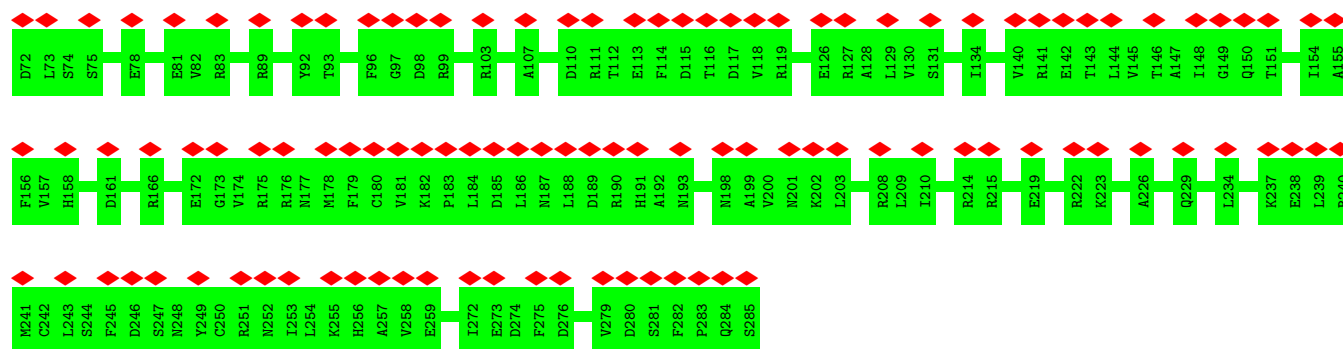 D72 L73 S74 S75 E78 E81 V82 R83 R89 Y92 T93 F96 G97 D98 R99 R103 A107 D110 R111 T112 E113 F114 D115 T116 D117 V118 R119 E126 R127 A128 L129 V130 S131 I134 V140 R141 E142 T143 L144 V145 T146 A147 I148 G149 Q150 T151 I154 A155
F156 V157 H158 D161 R166 E172 G173 V174 R175 R176 N177 M178 F179 C180 V181 K182 P183 L184 D185 L186 N187 L188 D189 R190 H191 A192 N193 N198 A199 V200 N201 K202 L203 R208 L209 I210 R214 R215 E219 R222 K223 A226 Q229 L234 K237 E238 L239
M241 C242 L243 S244 F245 D246 S247 N248 Y249 C250 R251 N252 I253 L254 K255 H256 A257 V258 E259 I272 E273 D274 F275 D276 V279 D280 S281 F282 P283 Q284 S285